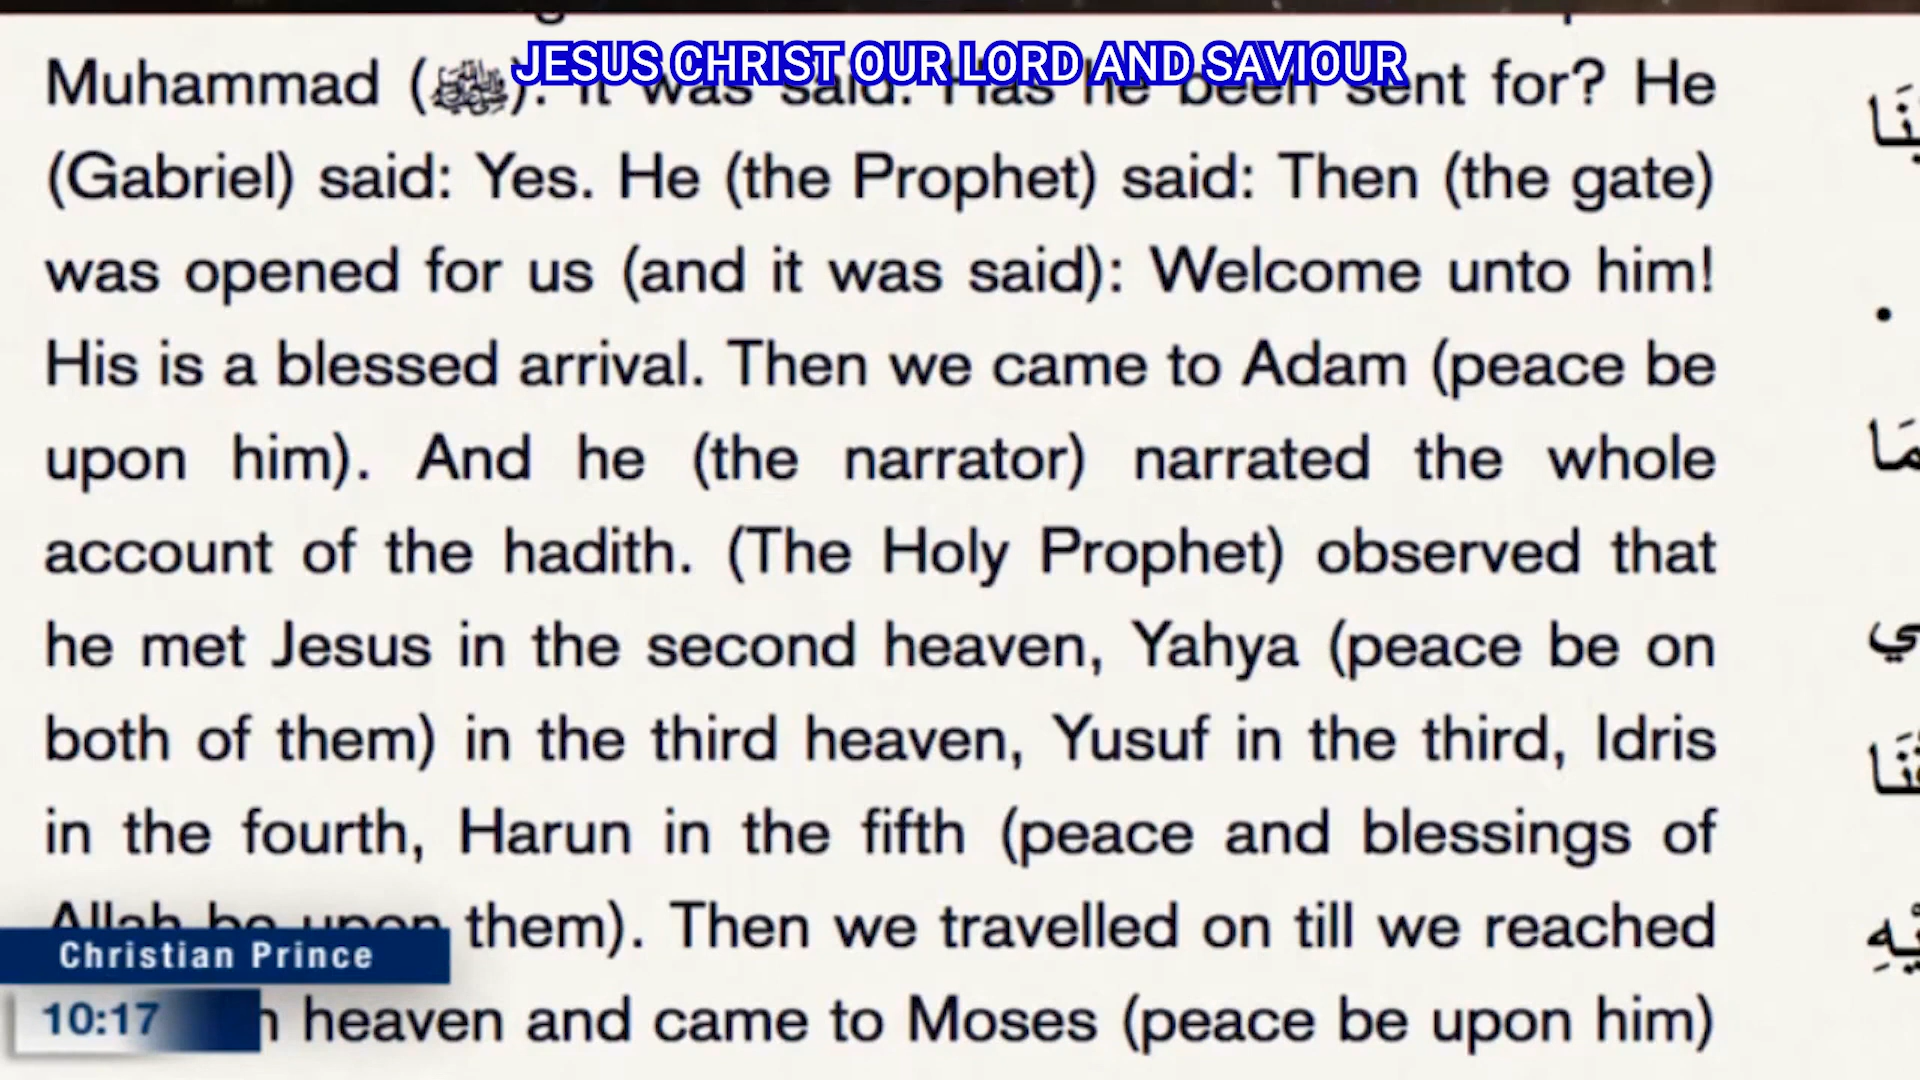 JESUS CHRIST OUR LORD AND SAVIOUR
Muhammad (ﷺ). It was said: Has he been sent for? He
(Gabriel) said: Yes. He (the Prophet) said: Then (the gate)
was opened for us (and it was said): Welcome unto him!
His is a blessed arrival. Then we came to Adam (peace be
upon him). And he (the narrator) narrated the whole
account of the hadith. (The Holy Prophet) observed that
he met Jesus in the second heaven, Yahya (peace be on
both of them) in the third heaven, Yusuf in the third, Idris
in the fourth, Harun in the fifth (peace and blessings of
Allah be upon them). Then we travelled on till we reached
heaven and came to Moses (peace be upon him)
Christian Prince
10:17